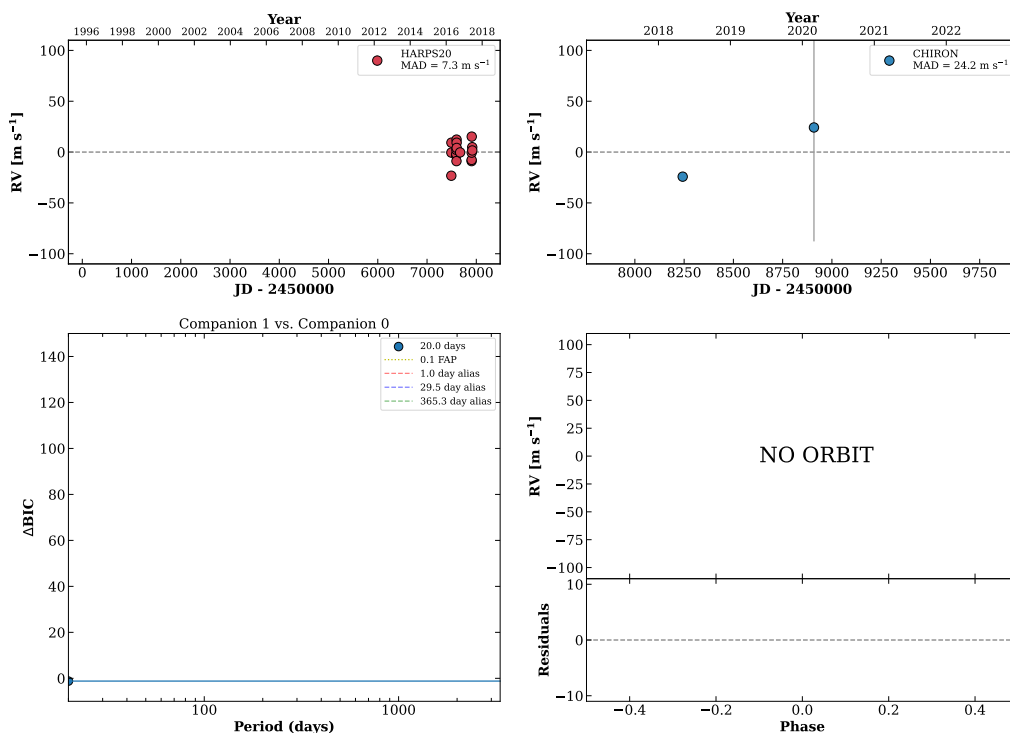 Year
1996 1998 2000 2002 2004 2006 2008 2010 2012 2014 2016 2018
HARPS20
MAD = 7.3 m s⁻¹
RV [m s⁻¹]
100
50
0
−50
−100
0 1000 2000 3000 4000 5000 6000 7000 8000
JD - 2450000
Year
2018 2019 2020 2021 2022
CHIRON
MAD = 24.2 m s⁻¹
RV [m s⁻¹]
100
50
0
−50
−100
8000 8250 8500 8750 9000 9250 9500 9750
JD - 2450000
Companion 1 vs. Companion 0
20.0 days
0.1 FAP
1.0 day alias
29.5 day alias
365.3 day alias
ΔBIC
140
120
100
80
60
40
20
0
100 1000
Period (days)
RV [m s⁻¹]
100
75
50
25
0
−25
−50
−75
−100
NO ORBIT
Residuals
10
0
−10
−0.4 −0.2 0.0 0.2 0.4
Phase